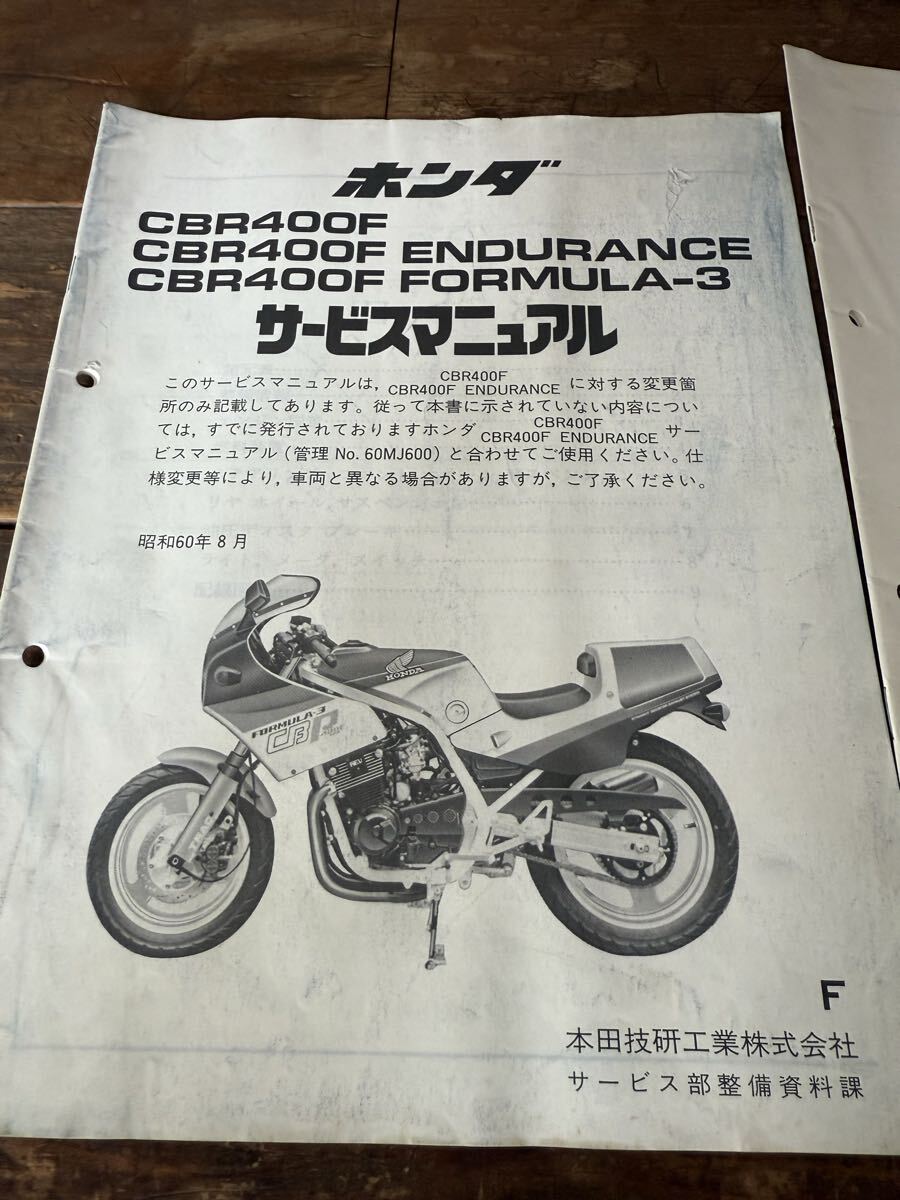 ホンダ
CBR400F
CBR400F ENDURANCE
CBR400F FORMULA-3
サービスマニュアル
このサービスマニュアルは, CBR400F CBR400F ENDURANCE に対する変更箇
所のみ記載してあります。従って本書に示されていない内容につい
ては, すでに発行されておりますホンダ CBR400F CBR400F ENDURANCE サー
ビスマニュアル (管理 No. 60MJ600) と合わせてご使用ください。仕
様変更等により, 車両と異なる場合がありますが, ご了承ください。
昭和60年8月
HONDA
FORMULA-3
CBR
REV
F
本田技研工業株式会社
サービス部整備資料課